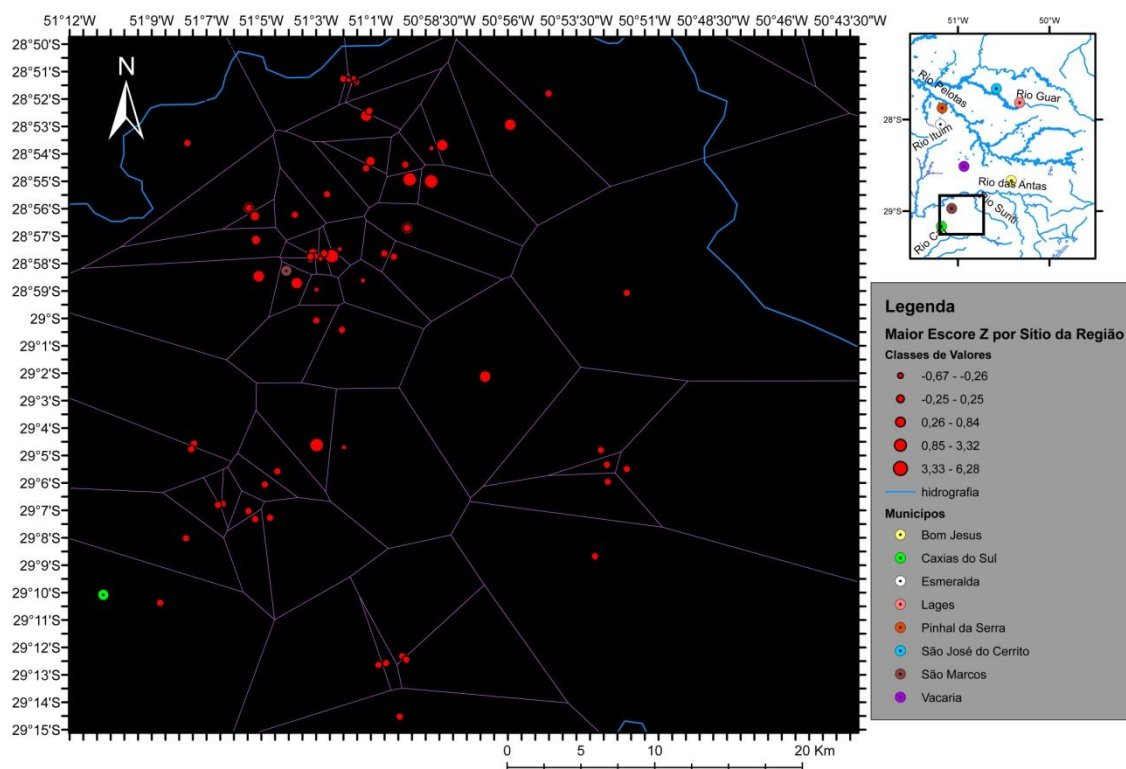 51°12'W 51°9'W 51°7'W 51°5'W 51°3'W 51°1'W 50°58'30"W 50°56'W 50°53'30"W 50°51'W 50°48'30"W 50°46'W 50°43'30"W
28°50'S
28°51'S
28°52'S
28°53'S
28°54'S
28°55'S
28°56'S
28°57'S
28°58'S
28°59'S
29°S
29°1'S
29°2'S
29°3'S
29°4'S
29°5'S
29°6'S
29°7'S
29°8'S
29°9'S
29°10'S
29°11'S
29°12'S
29°13'S
29°14'S
29°15'S
N
0 5 10 20 Km
51°W 50°W
28°S
29°S
Rio Pelotas
Rio Guar
Rio Ituim
Rio das Antas
Rio
Rio C
Legenda
Maior Escore Z por Sítio da Região
Classes de Valores
-0,67 - -0,26
-0,25 - 0,25
0,26 - 0,84
0,85 - 3,32
3,33 - 6,28
hidrografia
Municipos
Bom Jesus
Caxias do Sul
Esmeralda
Lages
Pinhal da Serra
São José do Cerrito
São Marcos
Vacaria